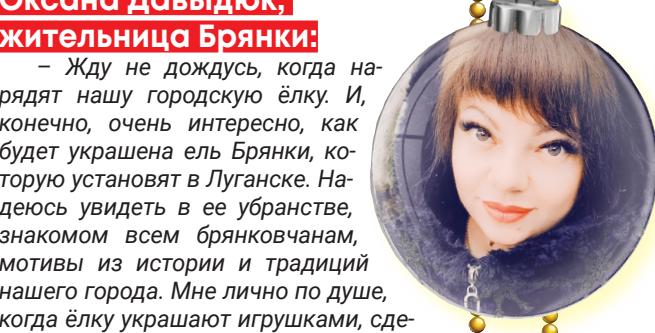 Оксана Давыдюк,
жительница Брянки:
– Жду не дождусь, когда на-
рядят нашу городскую ёлку. И,
конечно, очень интересно, как
будет украшена ель Брянки, ко-
торую установят в Луганске. На-
деюсь увидеть в ее убранстве,
знакомом всем брянковчанам,
мотивы из истории и традиций
нашего города. Мне лично по душе,
когда ёлку украшают игрушками, сде-